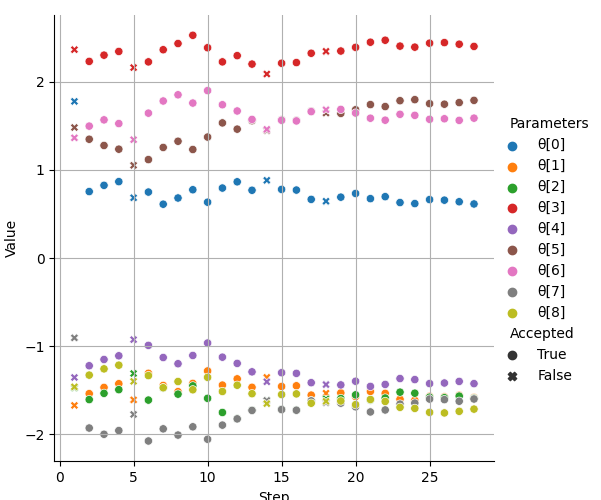 2
1
0
−1
−2
Value
0
5
10
15
20
25
Step
Parameters
θ[0]
θ[1]
θ[2]
θ[3]
θ[4]
θ[5]
θ[6]
θ[7]
θ[8]
Accepted
True
False